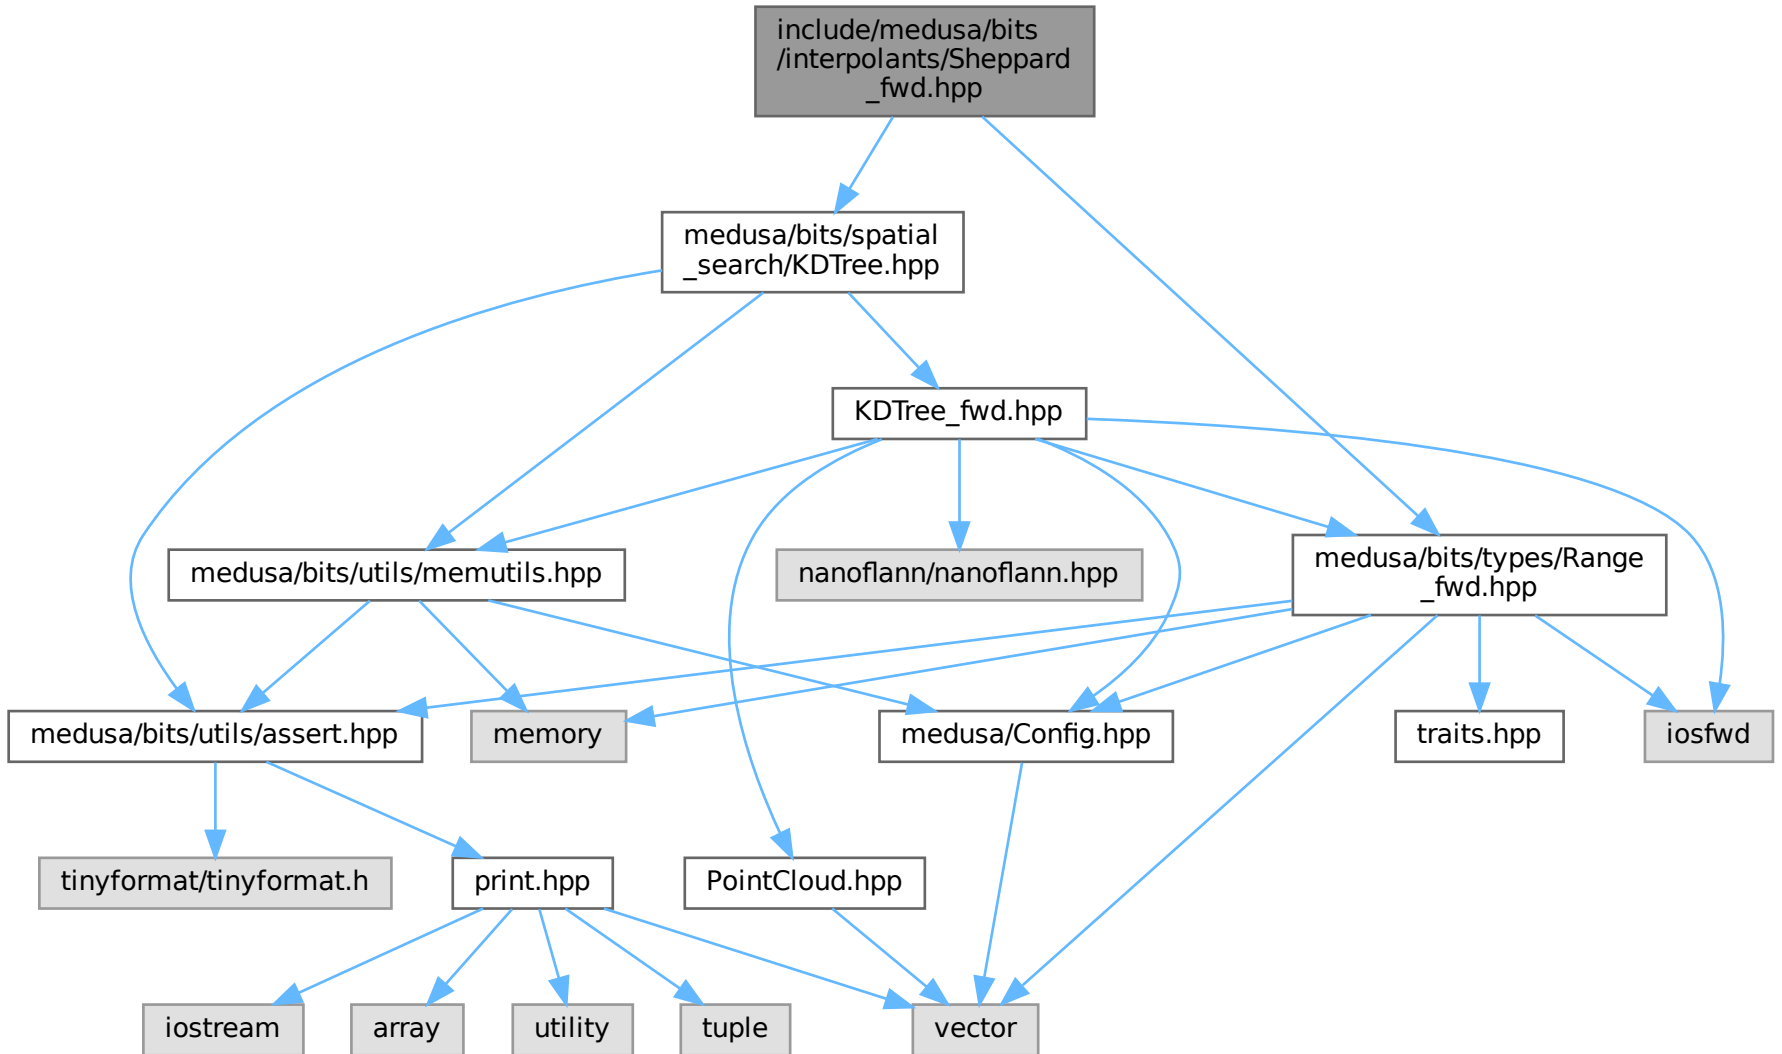 include/medusa/bits
/interpolants/Sheppard
_fwd.hpp
medusa/bits/spatial
_search/KDTree.hpp
KDTree_fwd.hpp
medusa/bits/utils/memutils.hpp
nanoflann/nanoflann.hpp
medusa/bits/types/Range
_fwd.hpp
medusa/bits/utils/assert.hpp
memory
medusa/Config.hpp
traits.hpp
iosfwd
tinyformat/tinyformat.h
print.hpp
PointCloud.hpp
iostream
array
utility
tuple
vector